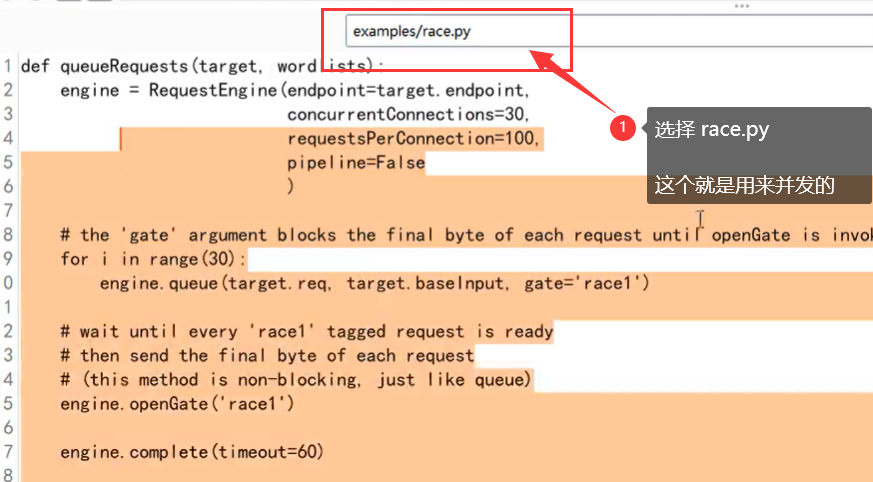 examples/race.py
1 def queueRequests(target, wordlists):
2 engine = RequestEngine(endpoint=target.endpoint,
3 concurrentConnections=30,
4 requestsPerConnection=100,
5 pipeline=False
6 )
7
8 # the 'gate' argument blocks the final byte of each request until openGate is invok
9 for i in range(30):
0 engine.queue(target.req, target.baseInput, gate='race1')
1
2 # wait until every 'race1' tagged request is ready
3 # then send the final byte of each request
4 # (this method is non-blocking, just like queue)
5 engine.openGate('race1')
6
7 engine.complete(timeout=60)
8
1 选择 race.py
这个就是用来并发的